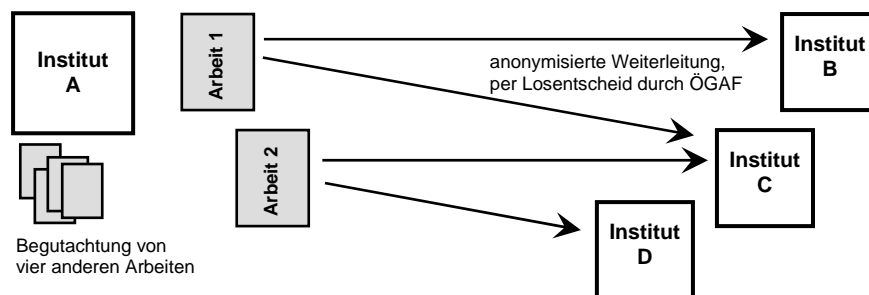 Institut
A
Arbeit 1
anonymisierte Weiterleitung,
per Losentscheid durch ÖGAF
Institut
B
Arbeit 2
Institut
C
Institut
D
Begutachtung von
vier anderen Arbeiten